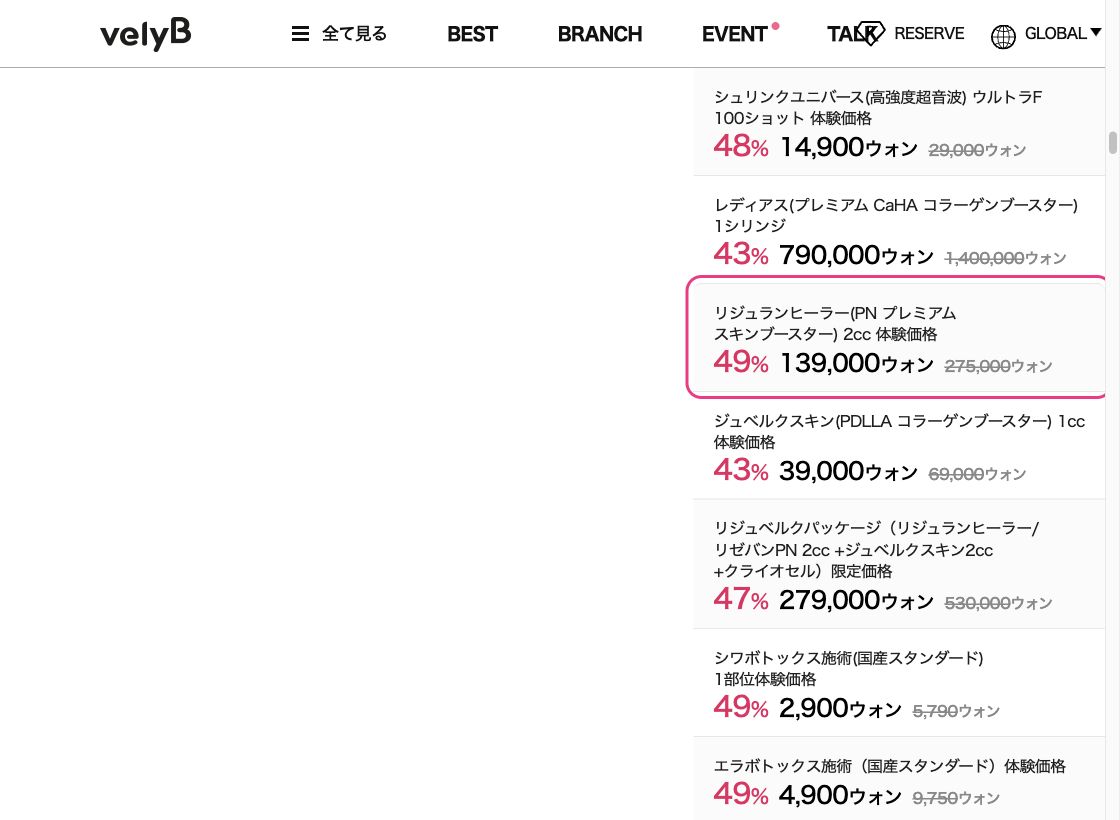 velyB
全て見る
BEST
BRANCH
EVENT
TALK
RESERVE
GLOBAL
シュリンクユニバース(高強度超音波) ウルトラF
100ショット 体験価格
48% 14,900ウォン 29,000ウォン
レディアス(プレミアム CaHA コラーゲンブースター)
1シリンジ
43% 790,000ウォン 1,400,000ウォン
リジュランヒーラー(PN プレミアム
スキンブースター) 2cc 体験価格
49% 139,000ウォン 275,000ウォン
ジュベルクスキン(PDLLA コラーゲンブースター) 1cc
体験価格
43% 39,000ウォン 69,000ウォン
リジュベルクパッケージ（リジュランヒーラー/
リゼバンPN 2cc +ジュベルクスキン2cc
+クライオセル）限定価格
47% 279,000ウォン 530,000ウォン
シワボトックス施術(国産スタンダード)
1部位体験価格
49% 2,900ウォン 5,790ウォン
エラボトックス施術（国産スタンダード）体験価格
49% 4,900ウォン 9,750ウォン